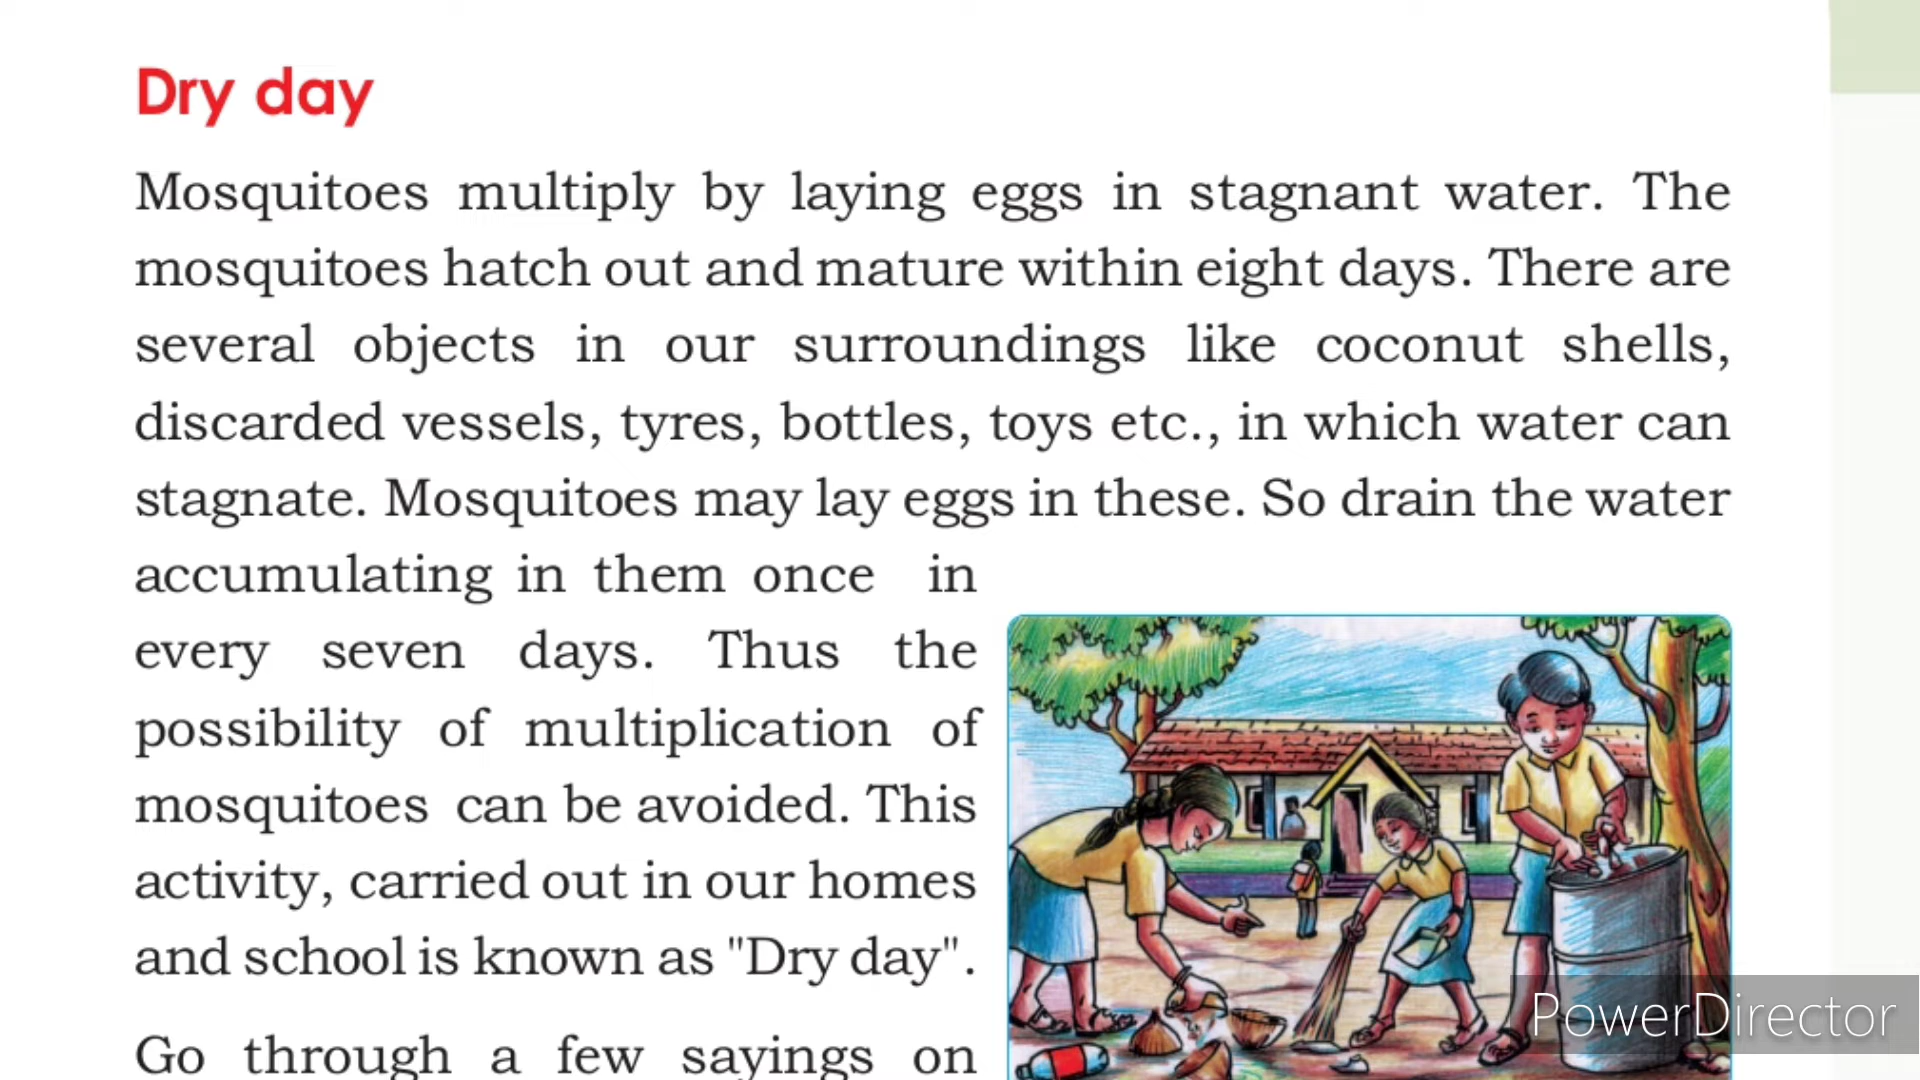 Dry day
Mosquitoes multiply by laying eggs in stagnant water. The
mosquitoes hatch out and mature within eight days. There are
several objects in our surroundings like coconut shells,
discarded vessels, tyres, bottles, toys etc., in which water can
stagnate. Mosquitoes may lay eggs in these. So drain the water
accumulating in them once in
every seven days. Thus the
possibility of multiplication of
mosquitoes can be avoided. This
activity, carried out in our homes
and school is known as "Dry day".
Go through a few sayings on
PowerDirector